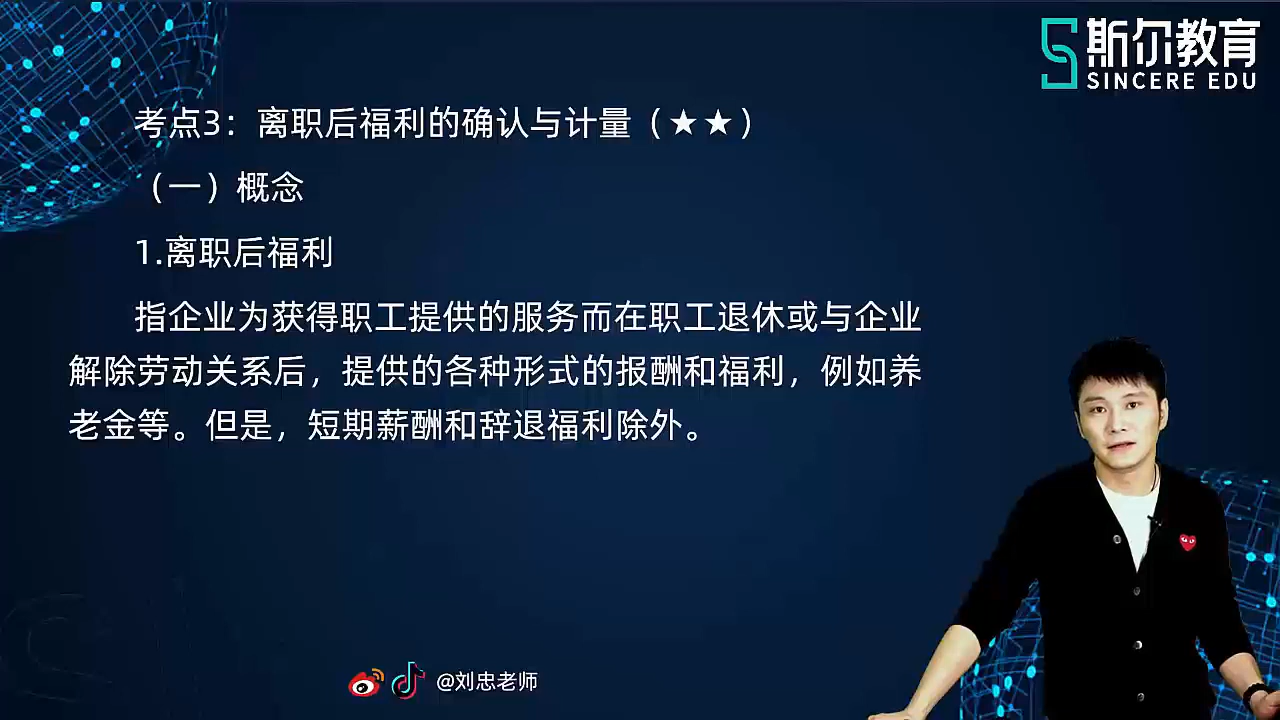 斯尔教育
SINCERE EDU
考点3：离职后福利的确认与计量（★★）
（一）概念
1.离职后福利
指企业为获得职工提供的服务而在职工退休或与企业
解除劳动关系后，提供的各种形式的报酬和福利，例如养
老金等。但是，短期薪酬和辞退福利除外。
@刘忠老师